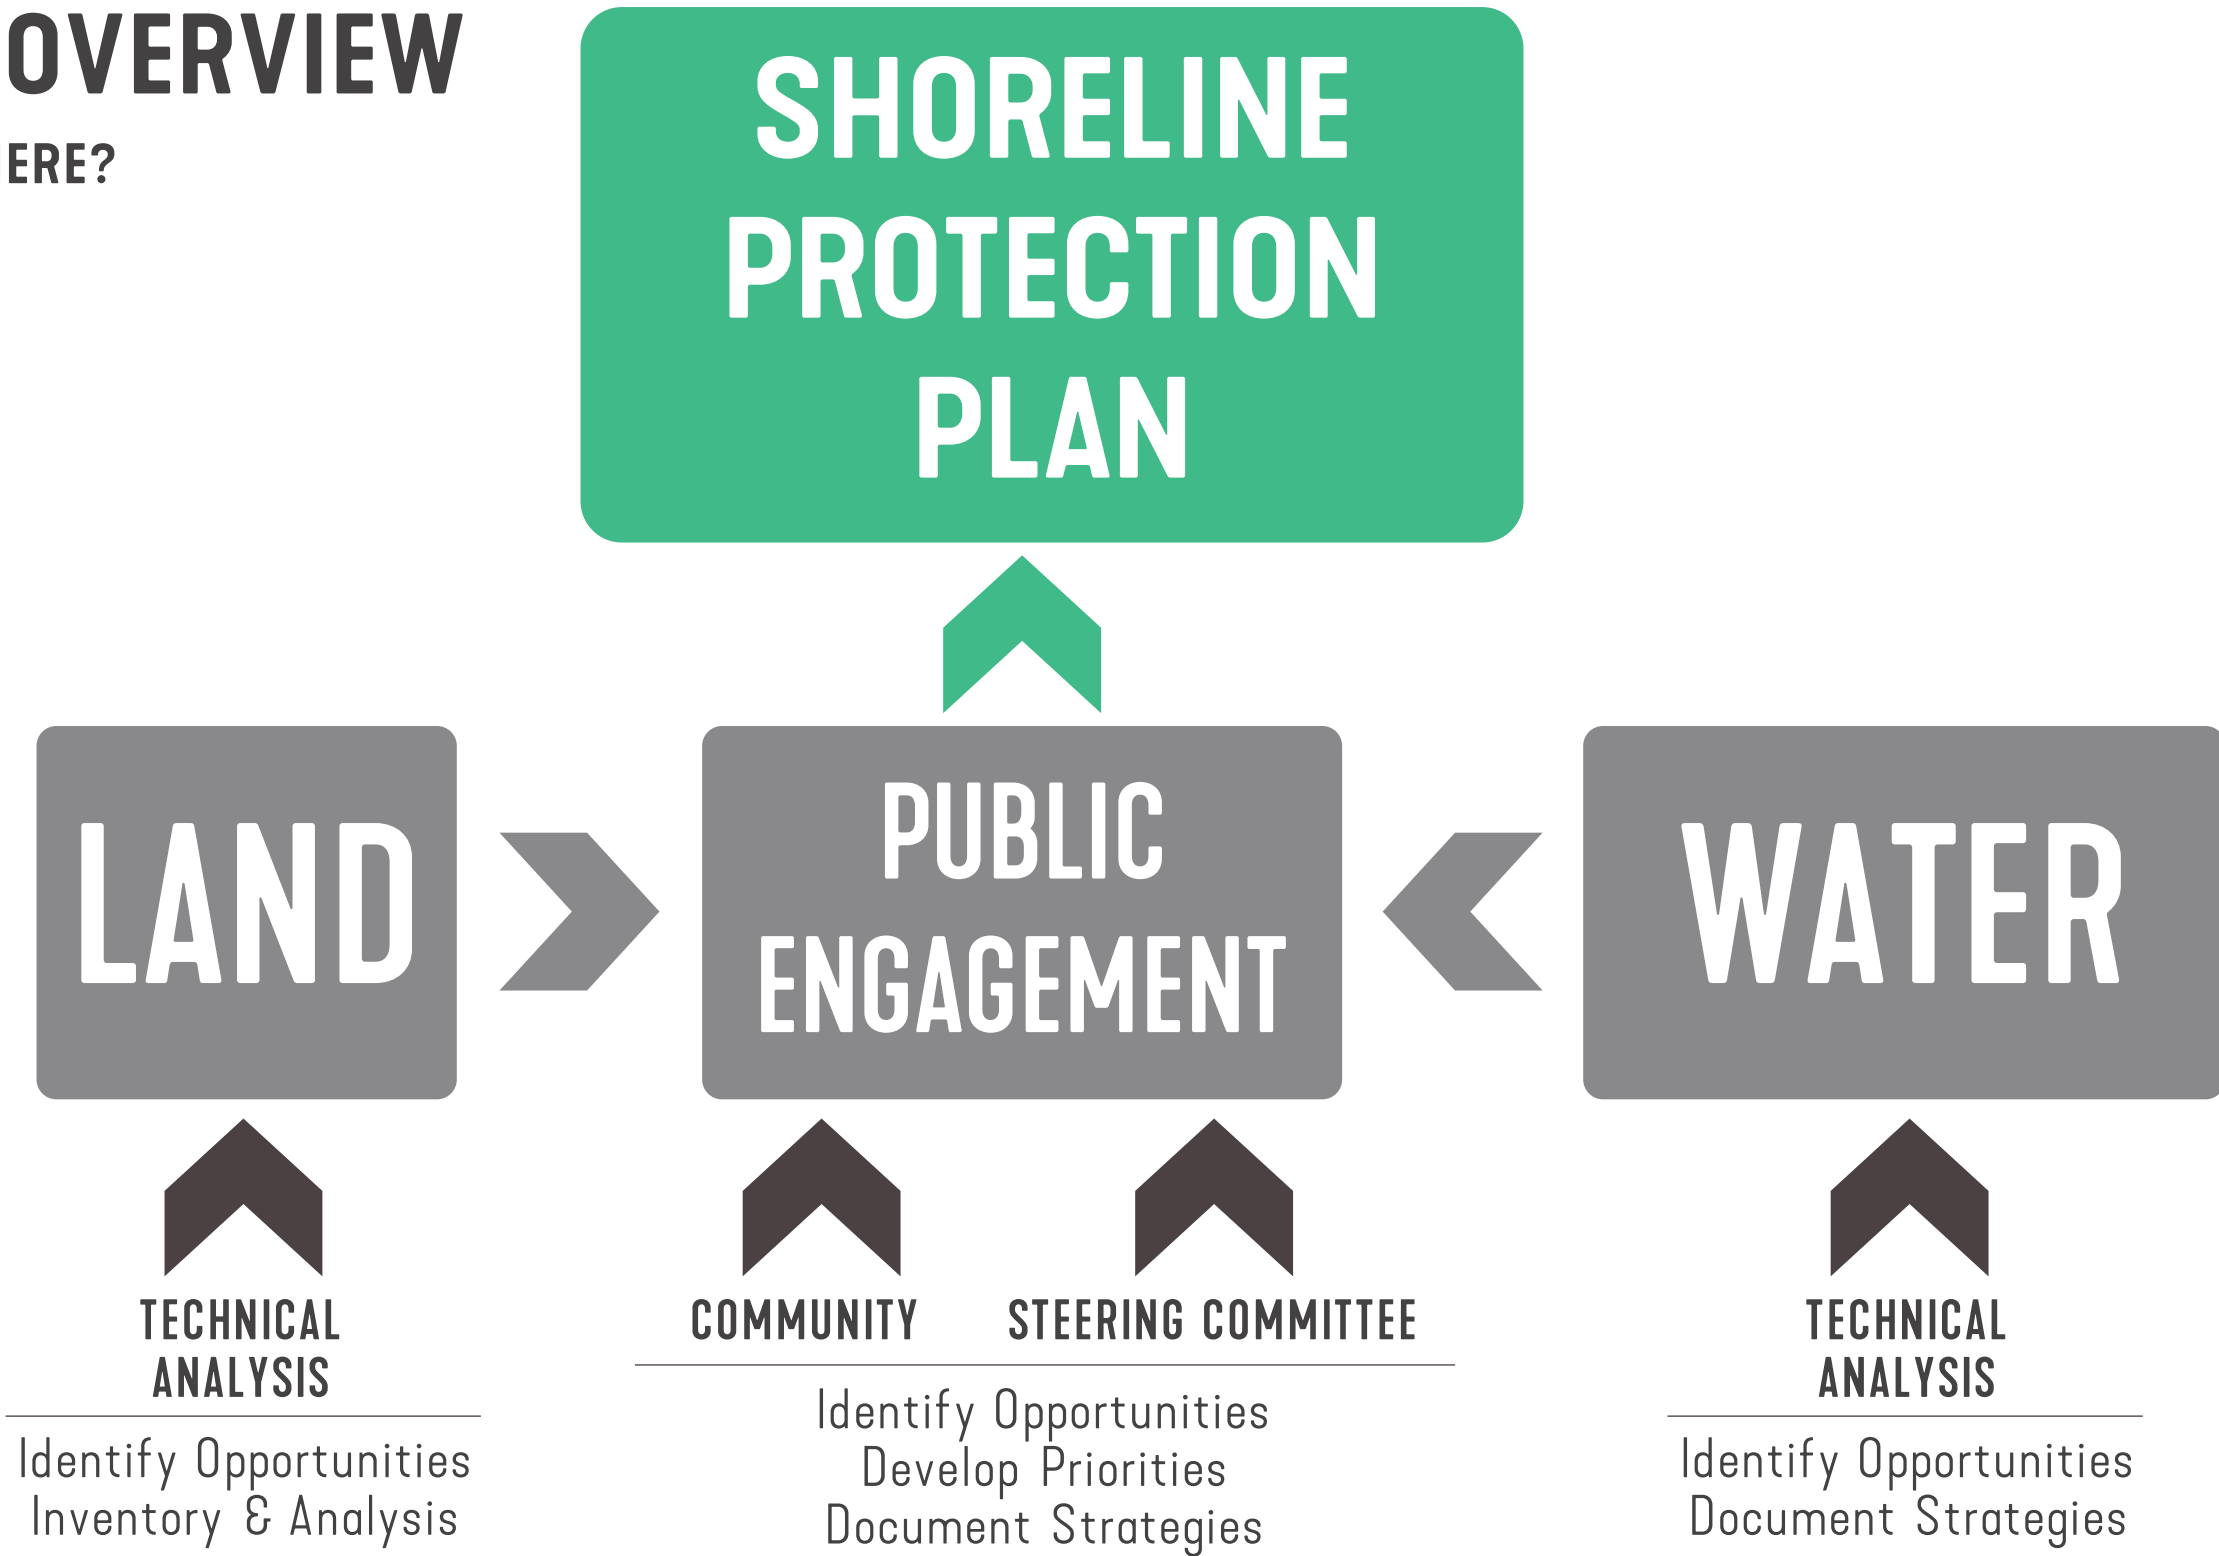 OVERVIEW
ERE?
SHORELINE
PROTECTION
PLAN
LAND
PUBLIC
ENGAGEMENT
WATER
TECHNICAL
ANALYSIS
Identify Opportunities
Inventory & Analysis
COMMUNITY
STEERING COMMITTEE
Identify Opportunities
Develop Priorities
Document Strategies
TECHNICAL
ANALYSIS
Identify Opportunities
Document Strategies